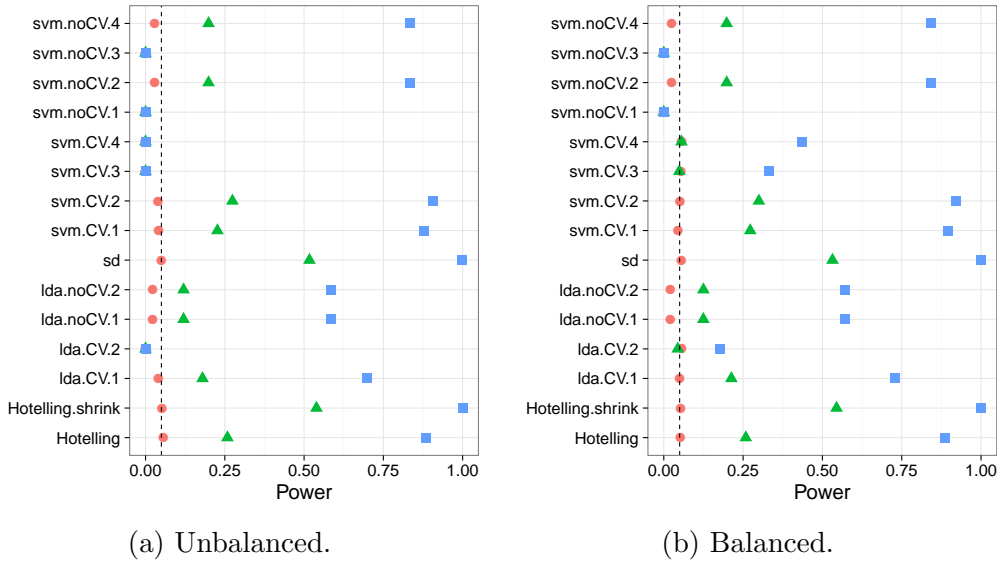 svm.noCV.4
svm.noCV.3
svm.noCV.2
svm.noCV.1
svm.CV.4
svm.CV.3
svm.CV.2
svm.CV.1
sd
lda.noCV.2
lda.noCV.1
lda.CV.2
lda.CV.1
Hotelling.shrink
Hotelling
0.00 0.25 0.50 0.75 1.00
Power
(a) Unbalanced.
svm.noCV.4
svm.noCV.3
svm.noCV.2
svm.noCV.1
svm.CV.4
svm.CV.3
svm.CV.2
svm.CV.1
sd
lda.noCV.2
lda.noCV.1
lda.CV.2
lda.CV.1
Hotelling.shrink
Hotelling
0.00 0.25 0.50 0.75 1.00
Power
(b) Balanced.